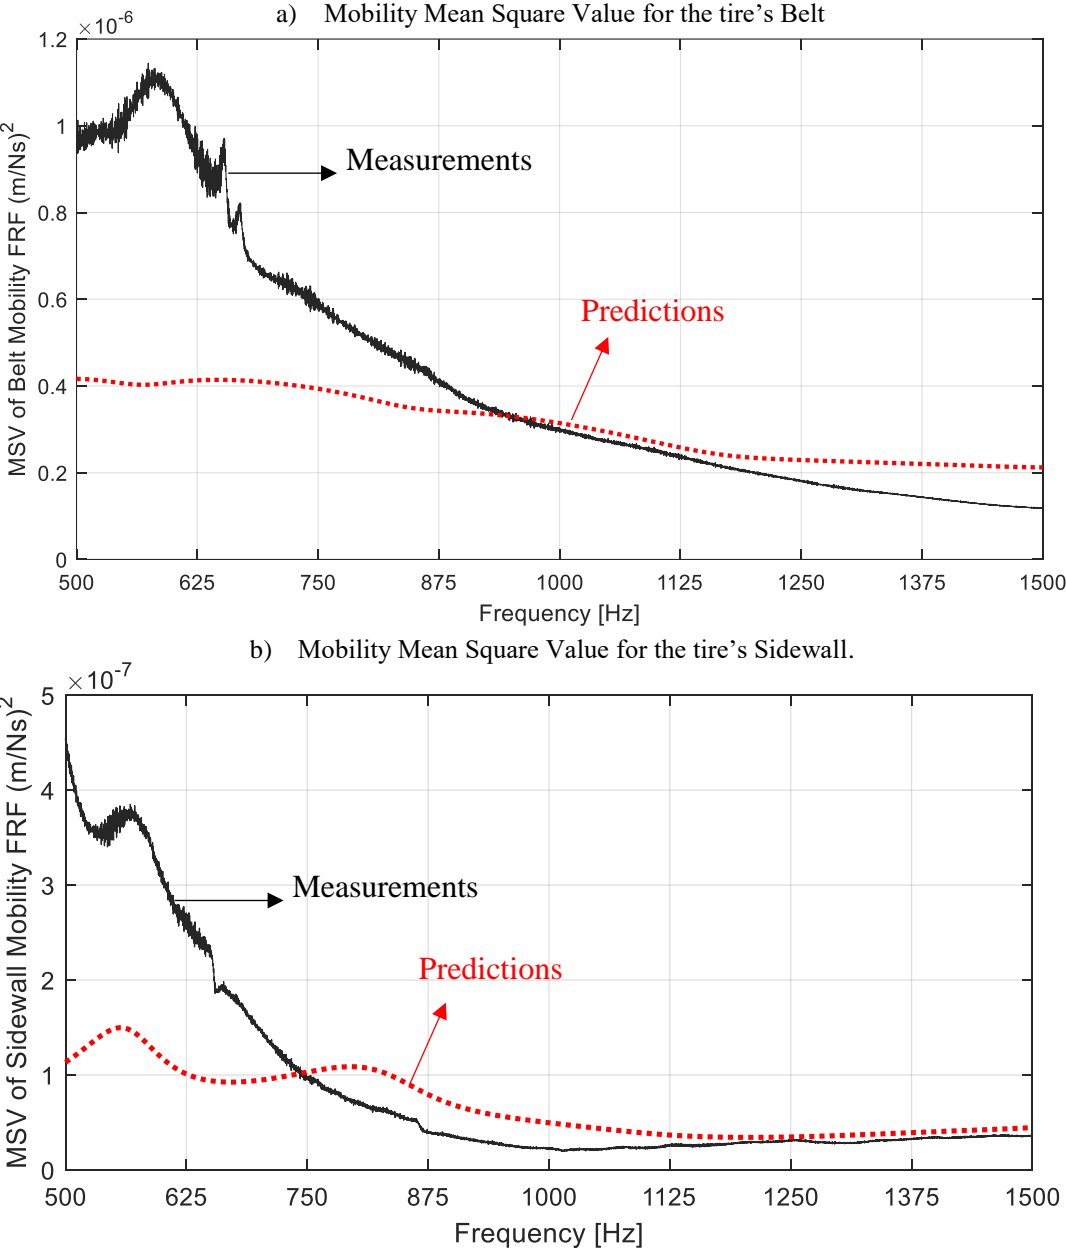 a) Mobility Mean Square Value for the tire's Belt
×10-6
1.2
1
0.8
0.6
0.4
0.2
0
MSV of Belt Mobility FRF (m/Ns)2
Measurements
Predictions
500 625 750 875 1000 1125 1250 1375 1500
Frequency [Hz]
b) Mobility Mean Square Value for the tire's Sidewall.
×10-7
5
4
3
2
1
0
MSV of Sidewall Mobility FRF (m/Ns)2
Measurements
Predictions
500 625 750 875 1000 1125 1250 1375 1500
Frequency [Hz]